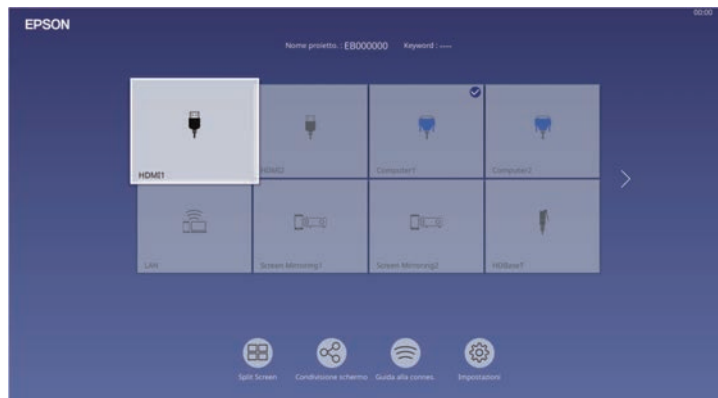 00:00
EPSON
Nome proietto. : EB000000 Keyword : ----
HDMI1 HDMI2 Computer1 Computer2
LAN Screen Mirroring1 Screen Mirroring2 HDBaseT
Split Screen Condivisione schermo Guida alla connes. Impostazioni